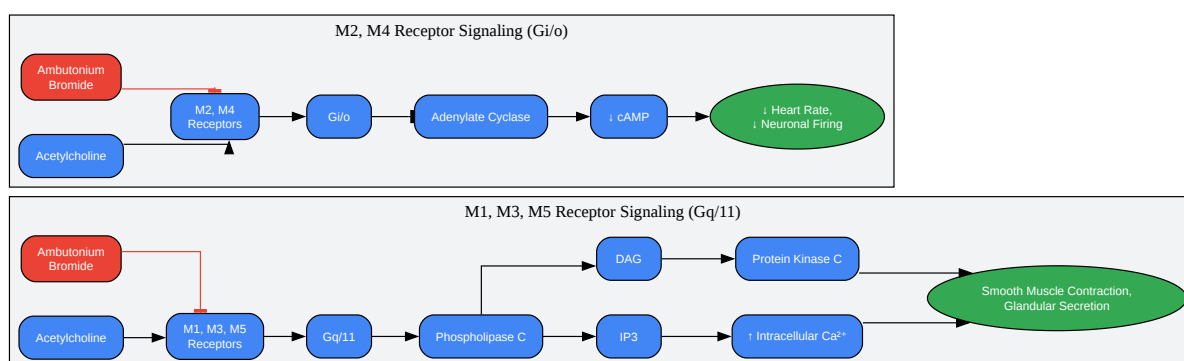 M2, M4 Receptor Signaling (Gi/o)
Ambutonium
Bromide
M2, M4
Receptors
Gi/o
Adenylate Cyclase
↓ cAMP
↓ Heart Rate,
↓ Neuronal Firing
Acetylcholine
M1, M3, M5 Receptor Signaling (Gq/11)
Ambutonium
Bromide
DAG
Protein Kinase C
Smooth Muscle Contraction,
Glandular Secretion
Acetylcholine
M1, M3, M5
Receptors
Gq/11
Phospholipase C
IP3
↑ Intracellular Ca²⁺